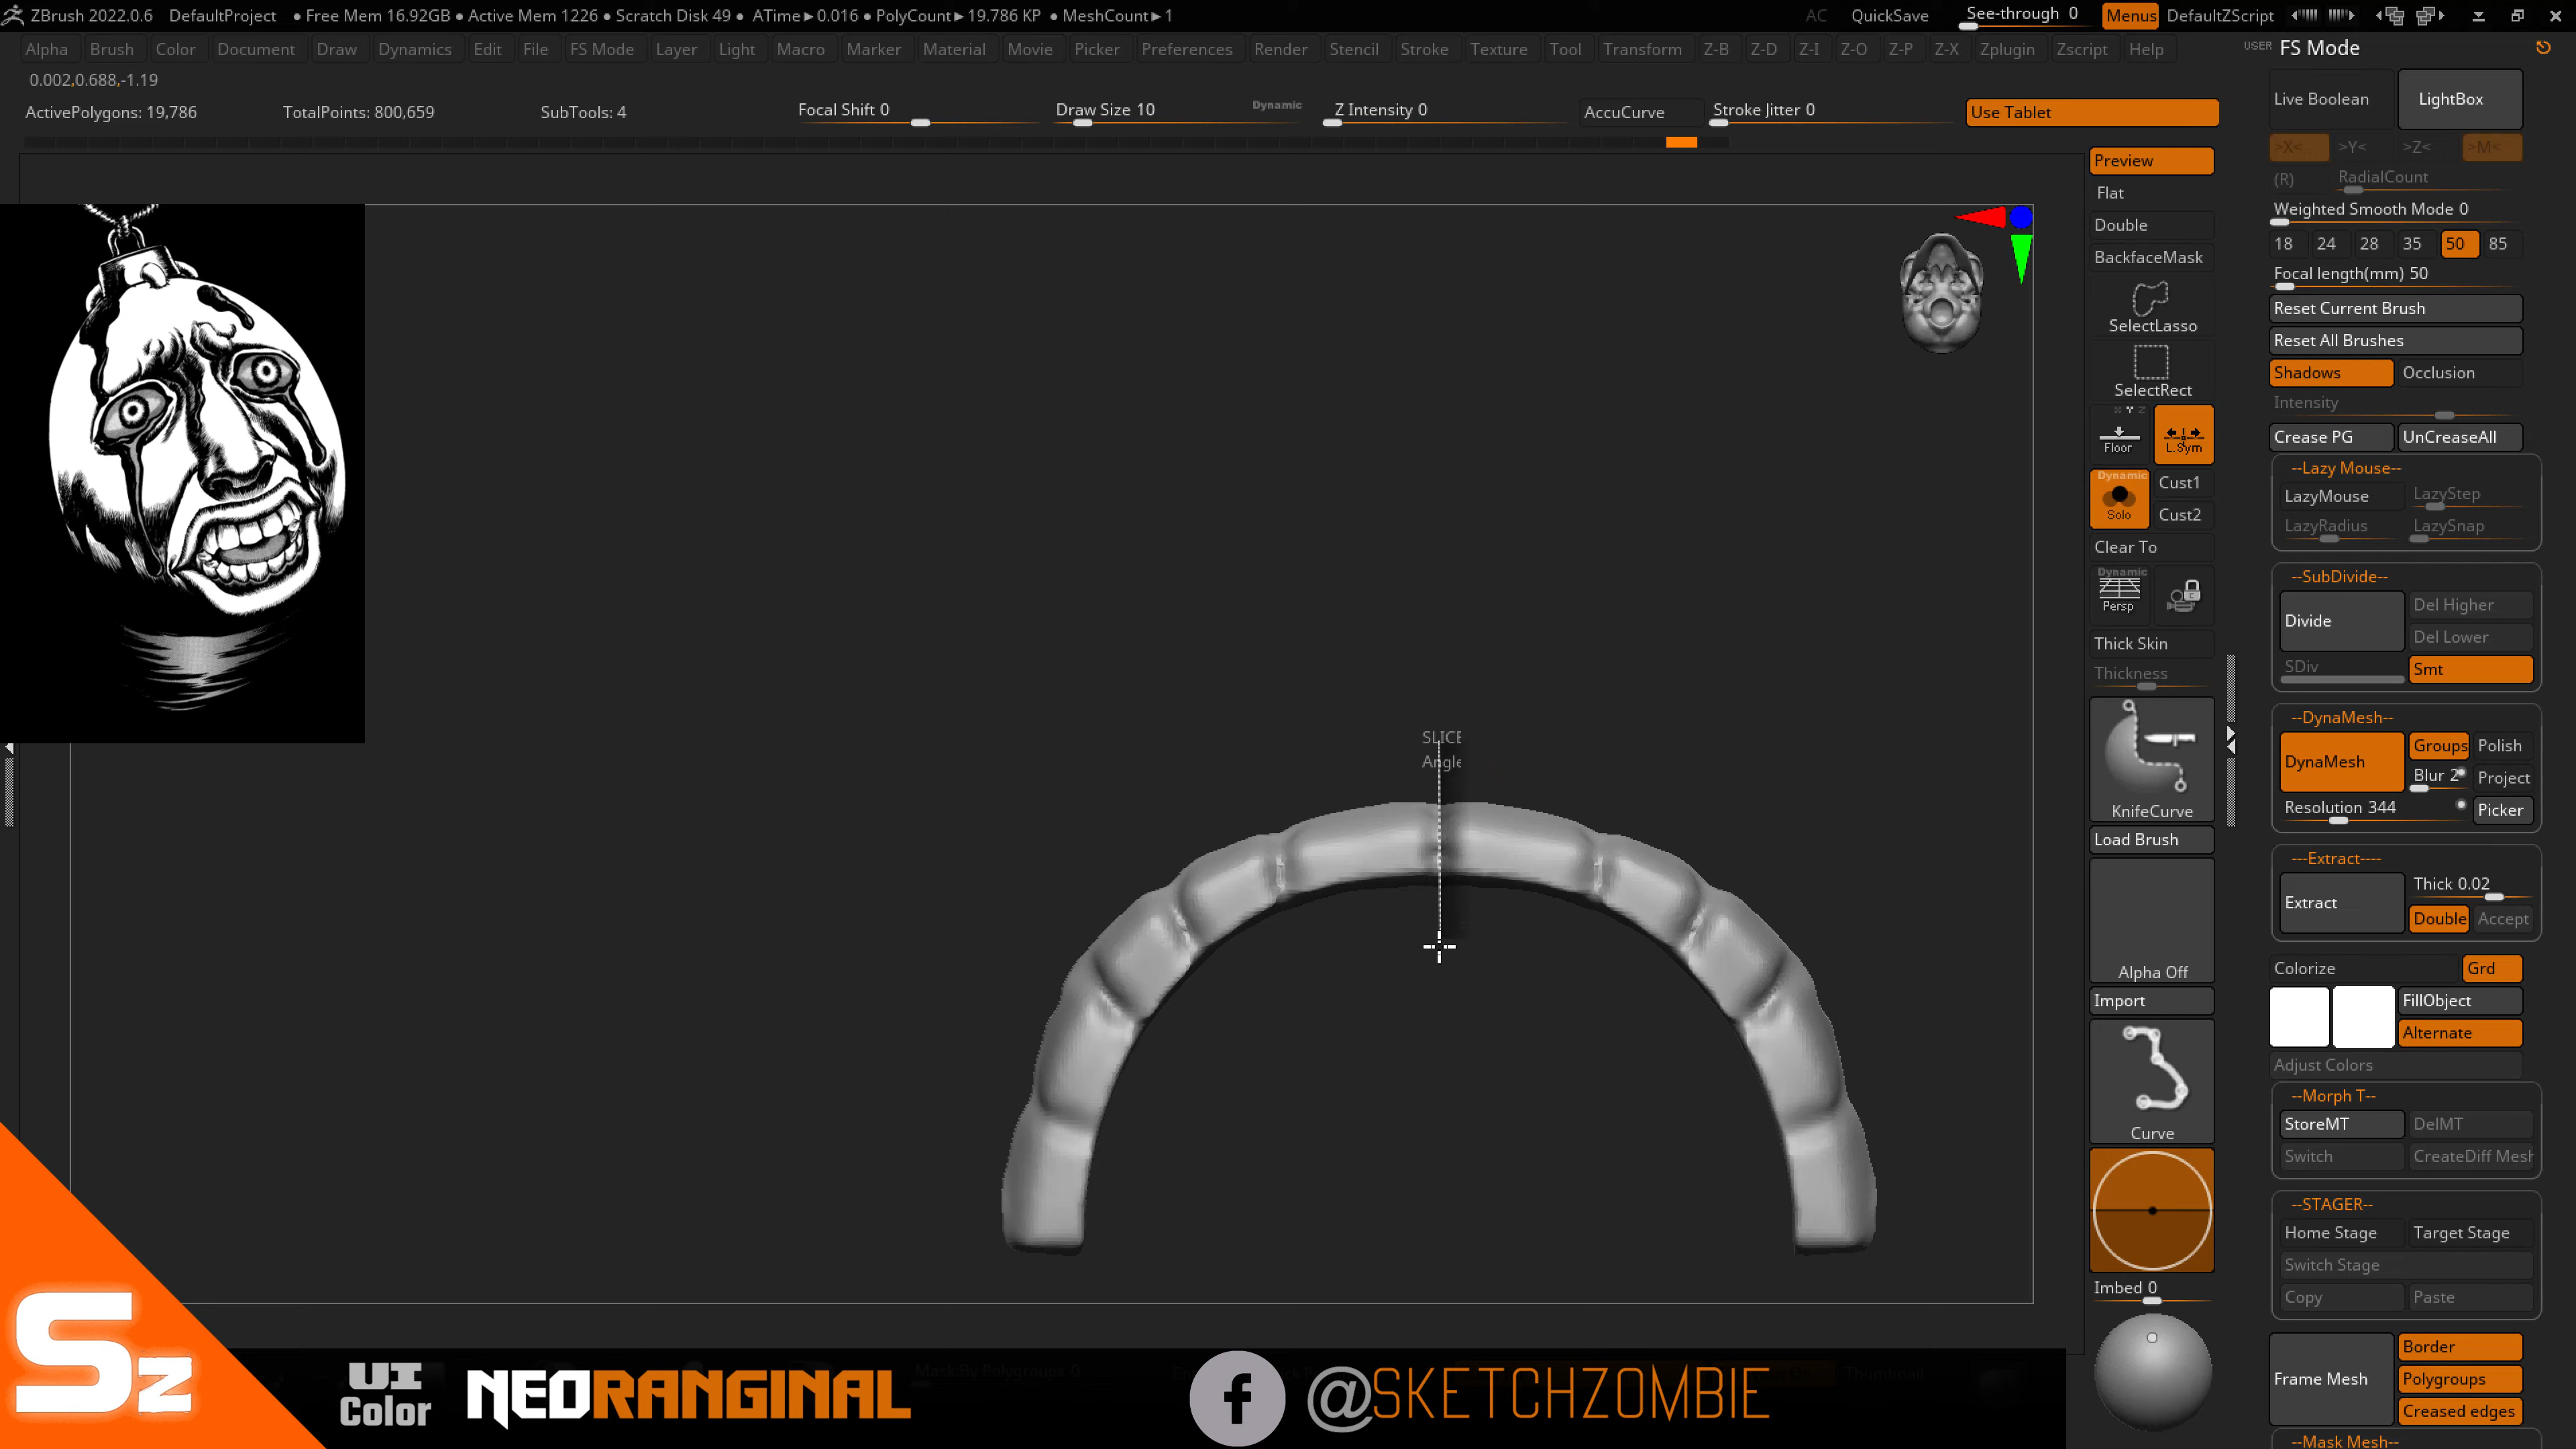 ZBrush 2022.0.6 DefaultProject • Free Mem 16.92GB • Active Mem 1226 • Scratch Disk 49 • ATime►0.016 • PolyCount►19.786 KP • MeshCount►1 AC QuickSave See-through 0 Menus DefaultZScript
Alpha Brush Color Document Draw Dynamics Edit File FS Mode Layer Light Macro Marker Material Movie Picker Preferences Render Stencil Stroke Texture Tool Transform Z-B Z-D Z-I Z-O Z-P Z-X Zplugin Zscript Help
USER FS Mode
0.002,0.688,-1.19
ActivePolygons: 19,786 TotalPoints: 800,659 SubTools: 4
Focal Shift 0 Draw Size 10 Dynamic Z Intensity 0 AccuCurve Stroke Jitter 0 Use Tablet
SLICE
Angle
Preview
Flat
Double
BackfaceMask
SelectLasso
SelectRect
X Y Z
Floor L.Sym
Dynamic
Solo
Cust1
Cust2
Clear To
Dynamic
Persp
Thick Skin
Thickness
KnifeCurve
Load Brush
Alpha Off
Import
Curve
Imbed 0
Live Boolean LightBox
>X< >Y< >Z< >M<
(R) RadialCount
Weighted Smooth Mode 0
18 24 28 35 50 85
Focal length(mm) 50
Reset Current Brush
Reset All Brushes
Shadows Occlusion
Intensity
Crease PG UnCreaseAll
--Lazy Mouse--
LazyMouse LazyStep
LazyRadius LazySnap
--SubDivide--
Divide Del Higher
Del Lower
SDiv Smt
--DynaMesh--
DynaMesh Groups Polish
Blur 2 Project
Resolution 344 Picker
---Extract----
Extract Thick 0.02
Double Accept
Colorize Grd
FillObject
Alternate
Adjust Colors
--Morph T--
StoreMT DelMT
Switch CreateDiff Mesh
--STAGER--
Home Stage Target Stage
Switch Stage
Copy Paste
Frame Mesh Border
Polygroups
Creased edges
--Mask Mesh--
Mask By Polygroups 0
Thumbnail
Sz
UI
Color
NEORANGINAL
f @SKETCHZOMBIE